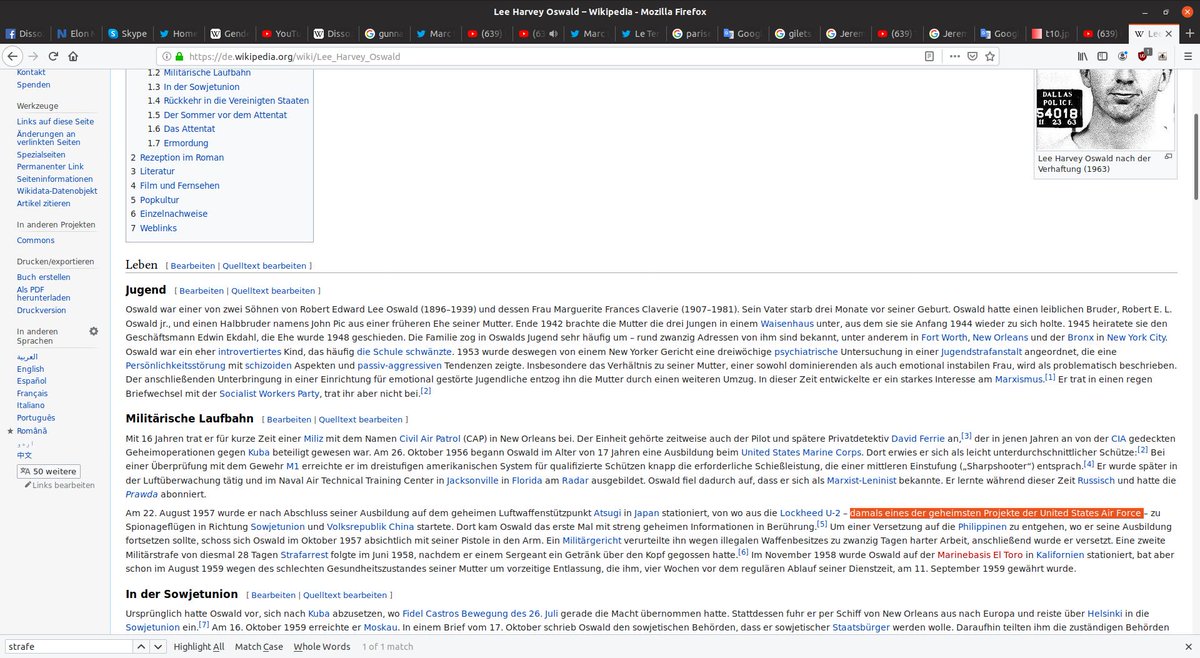 Lee Harvey Oswald – Wikipedia - Mozilla Firefox
Disso Elon Skype Home Gend YouTu Disso gunna Marc (639) (63 Marc Le Ter parise Goog gilets Jerem (639) Jerem Goog t10.jp (639) Le
https://de.wikipedia.org/wiki/Lee_Harvey_Oswald
Kontakt
Spenden
Werkzeuge
Links auf diese Seite
Änderungen an
verlinkten Seiten
Spezialseiten
Permanenter Link
Seiteninformationen
Wikidata-Datenobjekt
Artikel zitieren
In anderen Projekten
Commons
Drucken/exportieren
Buch erstellen
Als PDF
herunterladen
Druckversion
In anderen
Sprachen
العربية
English
Español
Français
Italiano
Português
Română
اردو
中文
50 weitere
Links bearbeiten
1.2 Militärische Laufbahn
1.3 In der Sowjetunion
1.4 Rückkehr in die Vereinigten Staaten
1.5 Der Sommer vor dem Attentat
1.6 Das Attentat
1.7 Ermordung
2 Rezeption im Roman
3 Literatur
4 Film und Fernsehen
5 Popkultur
6 Einzelnachweise
7 Weblinks
DALLAS
POLICE
54018
11 23 63
Lee Harvey Oswald nach der
Verhaftung (1963)
Leben [ Bearbeiten | Quelltext bearbeiten ]
Jugend [ Bearbeiten | Quelltext bearbeiten ]
Oswald war einer von zwei Söhnen von Robert Edward Lee Oswald (1896–1939) und dessen Frau Marguerite Frances Claverie (1907–1981). Sein Vater starb drei Monate vor seiner Geburt. Oswald hatte einen leiblichen Bruder, Robert E. L.
Oswald jr., und einen Halbbruder namens John Pic aus einer früheren Ehe seiner Mutter. Ende 1942 brachte die Mutter die drei Jungen in einem Waisenhaus unter, aus dem sie sie Anfang 1944 wieder zu sich holte. 1945 heiratete sie den
Geschäftsmann Edwin Ekdahl, die Ehe wurde 1948 geschieden. Die Familie zog in Oswalds Jugend sehr häufig um – rund zwanzig Adressen von ihm sind bekannt, unter anderem in Fort Worth, New Orleans und der Bronx in New York City.
Oswald war ein eher introvertiertes Kind, das häufig die Schule schwänzte. 1953 wurde deswegen von einem New Yorker Gericht eine dreiwöchige psychiatrische Untersuchung in einer Jugendstrafanstalt angeordnet, die eine
Persönlichkeitsstörung mit schizoiden Aspekten und passiv-aggressiven Tendenzen zeigte. Insbesondere das Verhältnis zu seiner Mutter, einer sowohl dominierenden als auch emotional instabilen Frau, wird als problematisch beschrieben.
Der anschließenden Unterbringung in einer Einrichtung für emotional gestörte Jugendliche entzog ihn die Mutter durch einen weiteren Umzug. In dieser Zeit entwickelte er ein starkes Interesse am Marxismus.[1] Er trat in einen regen
Briefwechsel mit der Socialist Workers Party, trat ihr aber nicht bei.[2]
Militärische Laufbahn [ Bearbeiten | Quelltext bearbeiten ]
Mit 16 Jahren trat er für kurze Zeit einer Miliz mit dem Namen Civil Air Patrol (CAP) in New Orleans bei. Der Einheit gehörte zeitweise auch der Pilot und spätere Privatdetektiv David Ferrie an,[3] der in jenen Jahren an von der CIA gedeckten
Geheimoperationen gegen Kuba beteiligt gewesen war. Am 26. Oktober 1956 begann Oswald im Alter von 17 Jahren eine Ausbildung beim United States Marine Corps. Dort erwies er sich als leicht unterdurchschnittlicher Schütze:[2] Bei
einer Überprüfung mit dem Gewehr M1 erreichte er im dreistufigen amerikanischen System für qualifizierte Schützen knapp die erforderliche Schießleistung, die einer mittleren Einstufung („Sharpshooter“) entsprach.[4] Er wurde später in
der Luftüberwachung tätig und im Naval Air Technical Training Center in Jacksonville in Florida am Radar ausgebildet. Oswald fiel dadurch auf, dass er sich als Marxist-Leninist bekannte. Er lernte während dieser Zeit Russisch und hatte die
Prawda abonniert.
Am 22. August 1957 wurde er nach Abschluss seiner Ausbildung auf dem geheimen Luftwaffenstützpunkt Atsugi in Japan stationiert, von wo aus die Lockheed U-2 – damals eines der geheimsten Projekte der United States Air Force – zu
Spionageflügen in Richtung Sowjetunion und Volksrepublik China startete. Dort kam Oswald das erste Mal mit streng geheimen Informationen in Berührung.[5] Um einer Versetzung auf die Philippinen zu entgehen, wo er seine Ausbildung
fortsetzen sollte, schoss sich Oswald im Oktober 1957 absichtlich mit seiner Pistole in den Arm. Ein Militärgericht verurteilte ihn wegen illegalen Waffenbesitzes zu zwanzig Tagen harter Arbeit, anschließend wurde er versetzt. Eine zweite
Militärstrafe von diesmal 28 Tagen Strafarrest folgte im Juni 1958, nachdem er einem Sergeant ein Getränk über den Kopf gegossen hatte.[6] Im November 1958 wurde Oswald auf der Marinebasis El Toro in Kalifornien stationiert, bat aber
schon im August 1959 wegen des schlechten Gesundheitszustandes seiner Mutter um vorzeitige Entlassung, die ihm, vier Wochen vor dem regulären Ablauf seiner Dienstzeit, am 11. September 1959 gewährt wurde.
In der Sowjetunion [ Bearbeiten | Quelltext bearbeiten ]
Ursprünglich hatte Oswald vor, sich nach Kuba abzusetzen, wo Fidel Castros Bewegung des 26. Juli gerade die Macht übernommen hatte. Stattdessen fuhr er per Schiff von New Orleans aus nach Europa und reiste über Helsinki in die
Sowjetunion ein.[7] Am 16. Oktober 1959 erreichte er Moskau. In einem Brief vom 17. Oktober schrieb Oswald den sowjetischen Behörden, dass er sowjetischer Staatsbürger werden wolle. Daraufhin teilten ihm die zuständigen Behörden
strafe Highlight All Match Case Whole Words 1 of 1 match